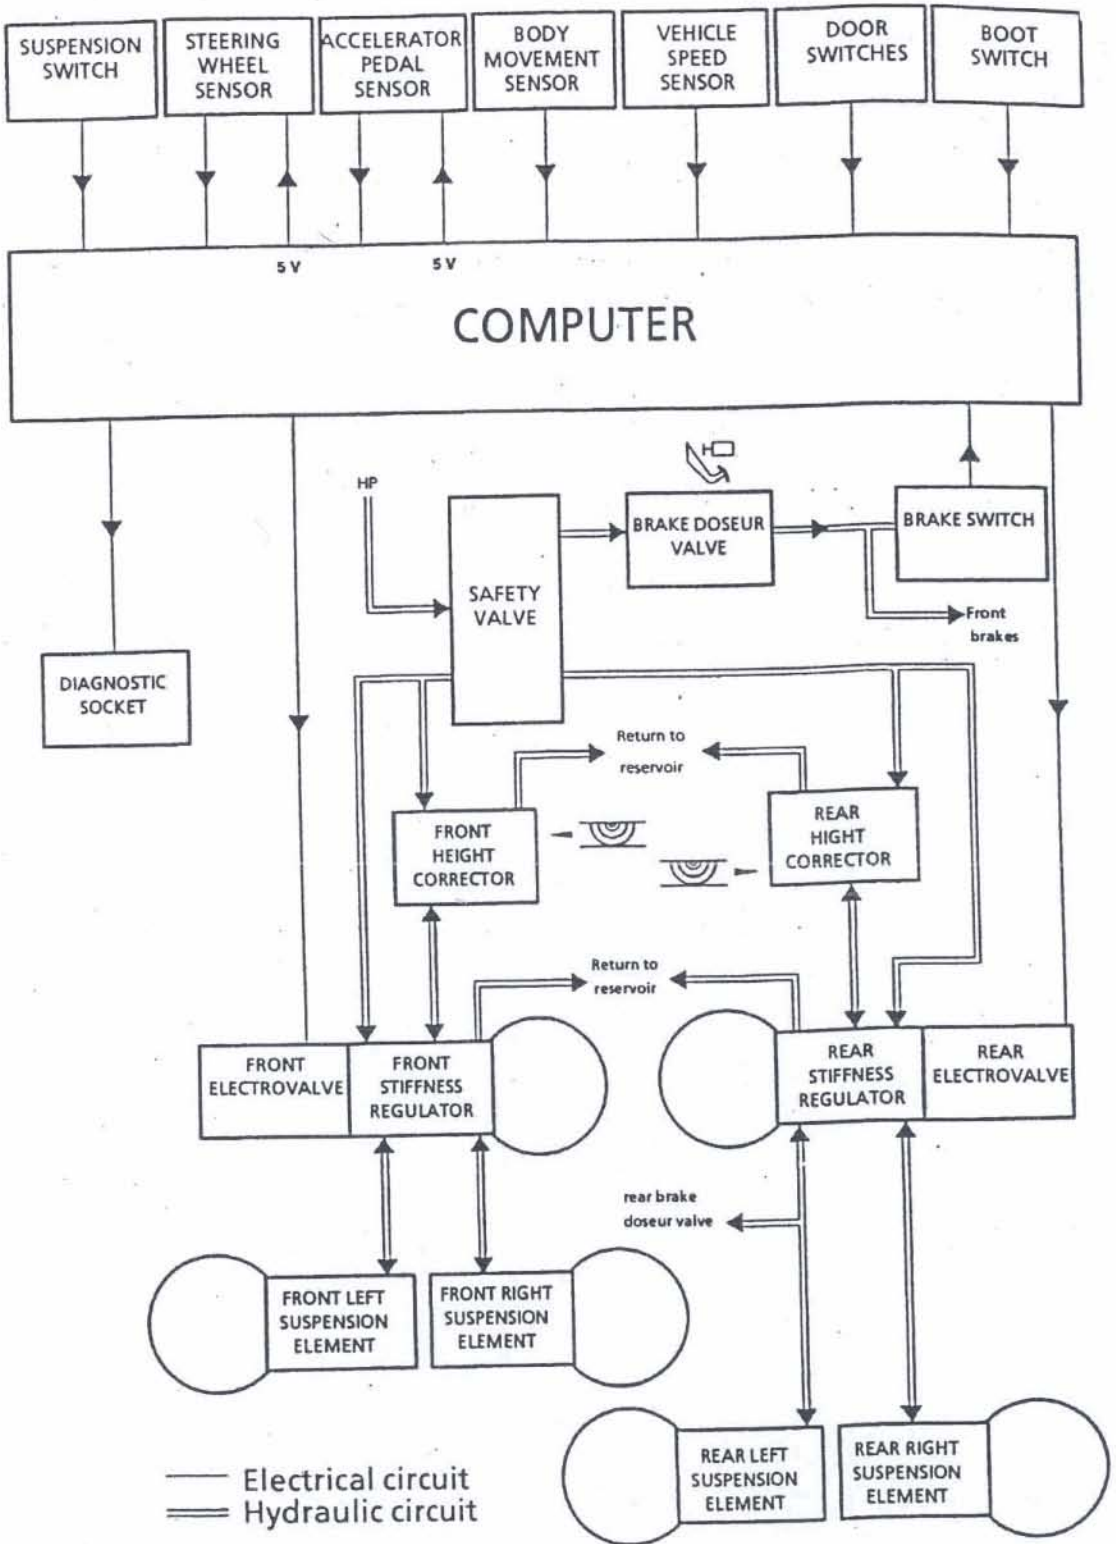 SUSPENSION
SWITCH
STEERING
WHEEL
SENSOR
ACCELERATOR
PEDAL
SENSOR
BODY
MOVEMENT
SENSOR
VEHICLE
SPEED
SENSOR
DOOR
SWITCHES
BOOT
SWITCH
5 V
5 V
COMPUTER
HP
SAFETY
VALVE
BRAKE DOSEUR
VALVE
BRAKE SWITCH
Front
brakes
DIAGNOSTIC
SOCKET
Return to
reservoir
FRONT
HEIGHT
CORRECTOR
REAR
HIGHT
CORRECTOR
Return to
reservoir
FRONT
ELECTROVALVE
FRONT
STIFFNESS
REGULATOR
REAR
STIFFNESS
REGULATOR
REAR
ELECTROVALVE
rear brake
doseur valve
FRONT LEFT
SUSPENSION
ELEMENT
FRONT RIGHT
SUSPENSION
ELEMENT
REAR LEFT
SUSPENSION
ELEMENT
REAR RIGHT
SUSPENSION
ELEMENT
Electrical circuit
Hydraulic circuit